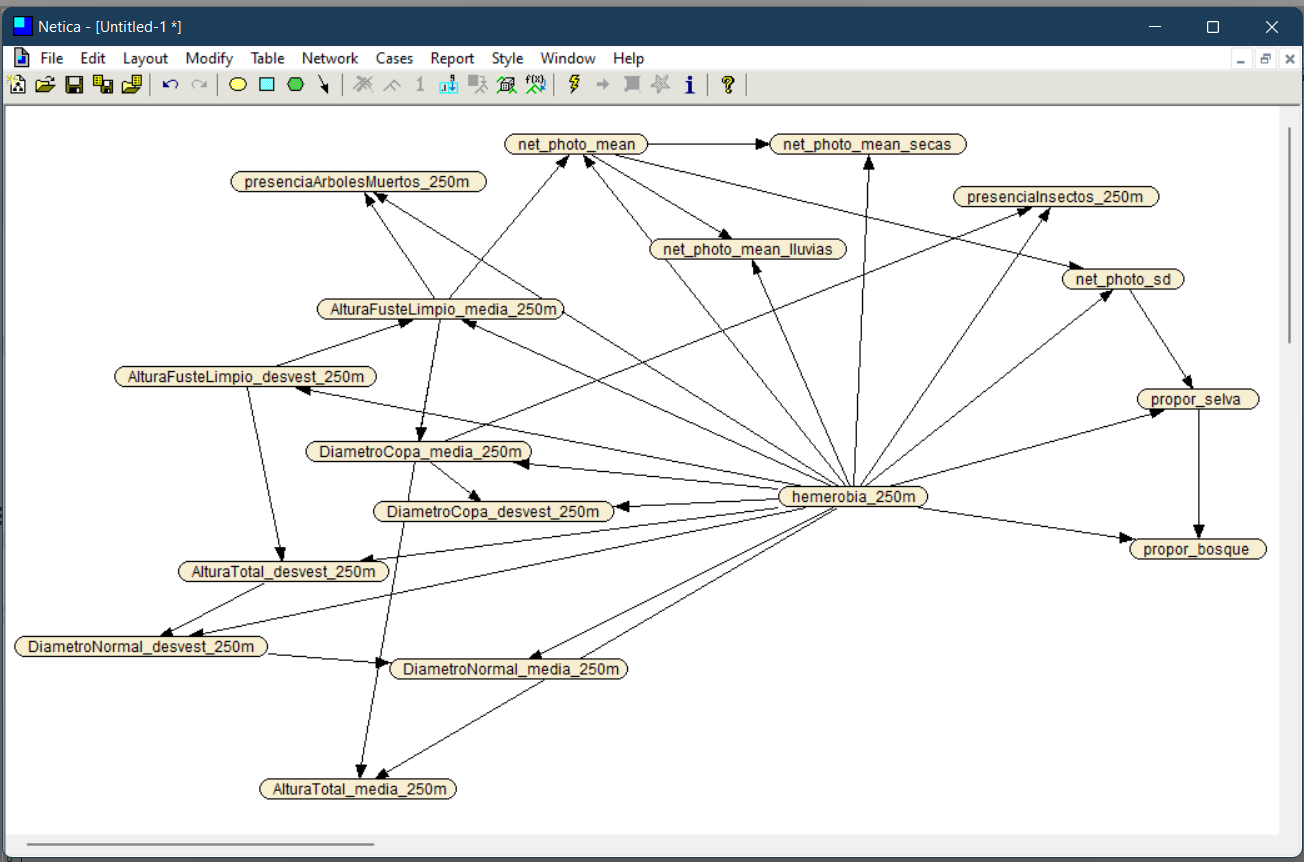 Netica - [Untitled-1 *]
File Edit Layout Modify Table Network Cases Report Style Window Help
1 f(x) i ?
net_photo_mean
net_photo_mean_secas
presenciaArbolesMuertos_250m
presenciaInsectos_250m
net_photo_mean_lluvias
net_photo_sd
AlturaFusteLimpio_media_250m
AlturaFusteLimpio_desvest_250m
propor_selva
DiametroCopa_media_250m
hemerobia_250m
DiametroCopa_desvest_250m
propor_bosque
AlturaTotal_desvest_250m
DiametroNormal_desvest_250m
DiametroNormal_media_250m
AlturaTotal_media_250m